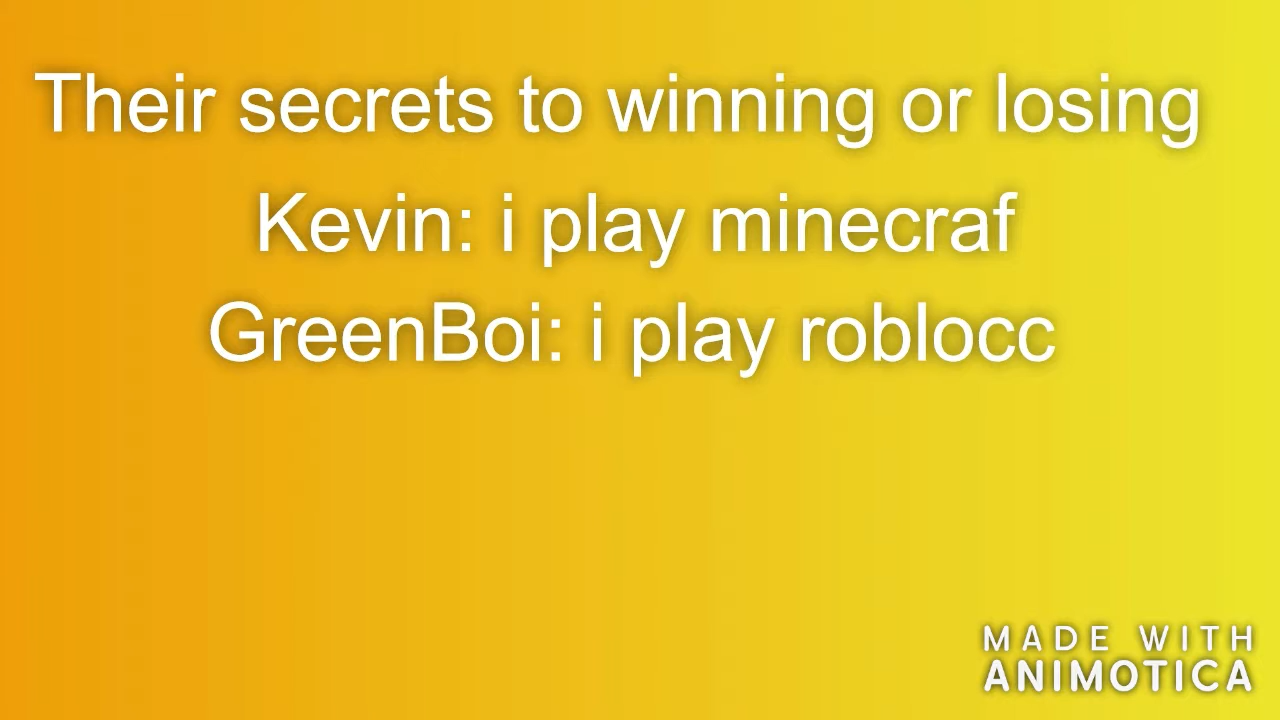 Their secrets to winning or losing
Kevin: i play minecraf
GreenBoi: i play roblocc
MADE WITH
ANIMOTICA